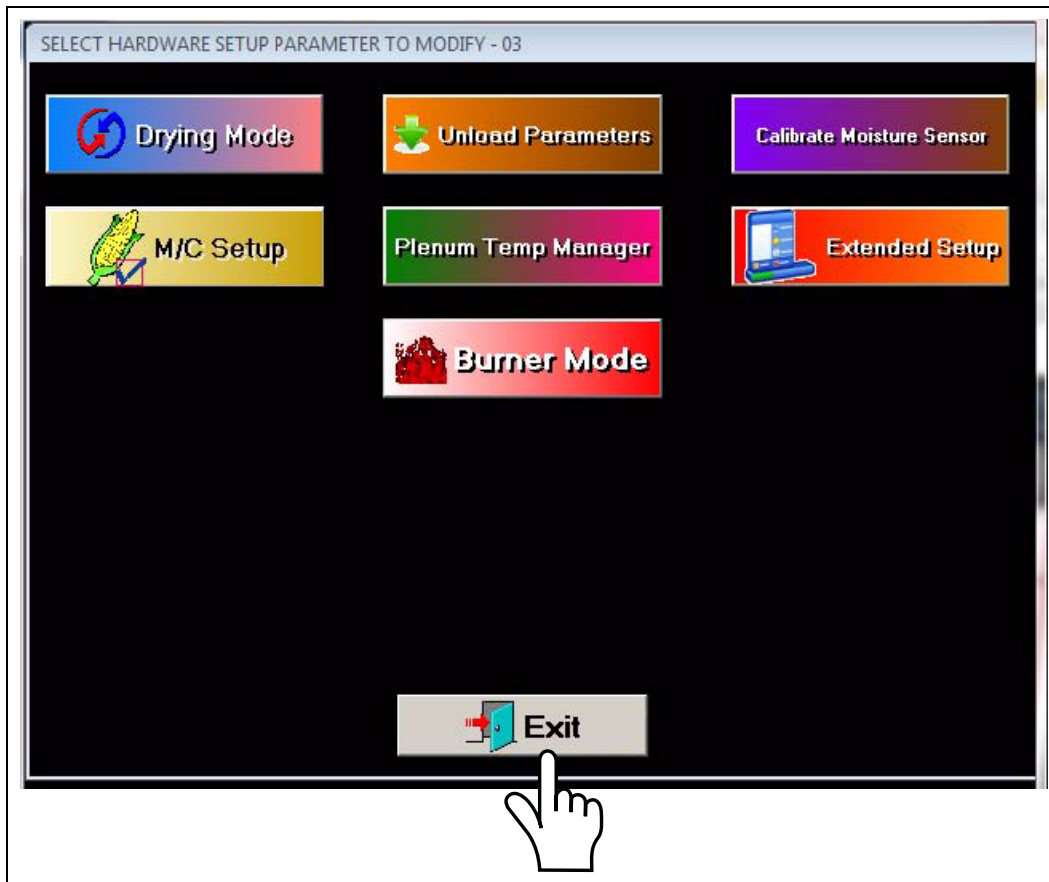 SELECT HARDWARE SETUP PARAMETER TO MODIFY - 03
Drying Mode
Unload Parameters
Calibrate Moisture Sensor
M/C Setup
Plenum Temp Manager
Extended Setup
Burner Mode
Exit